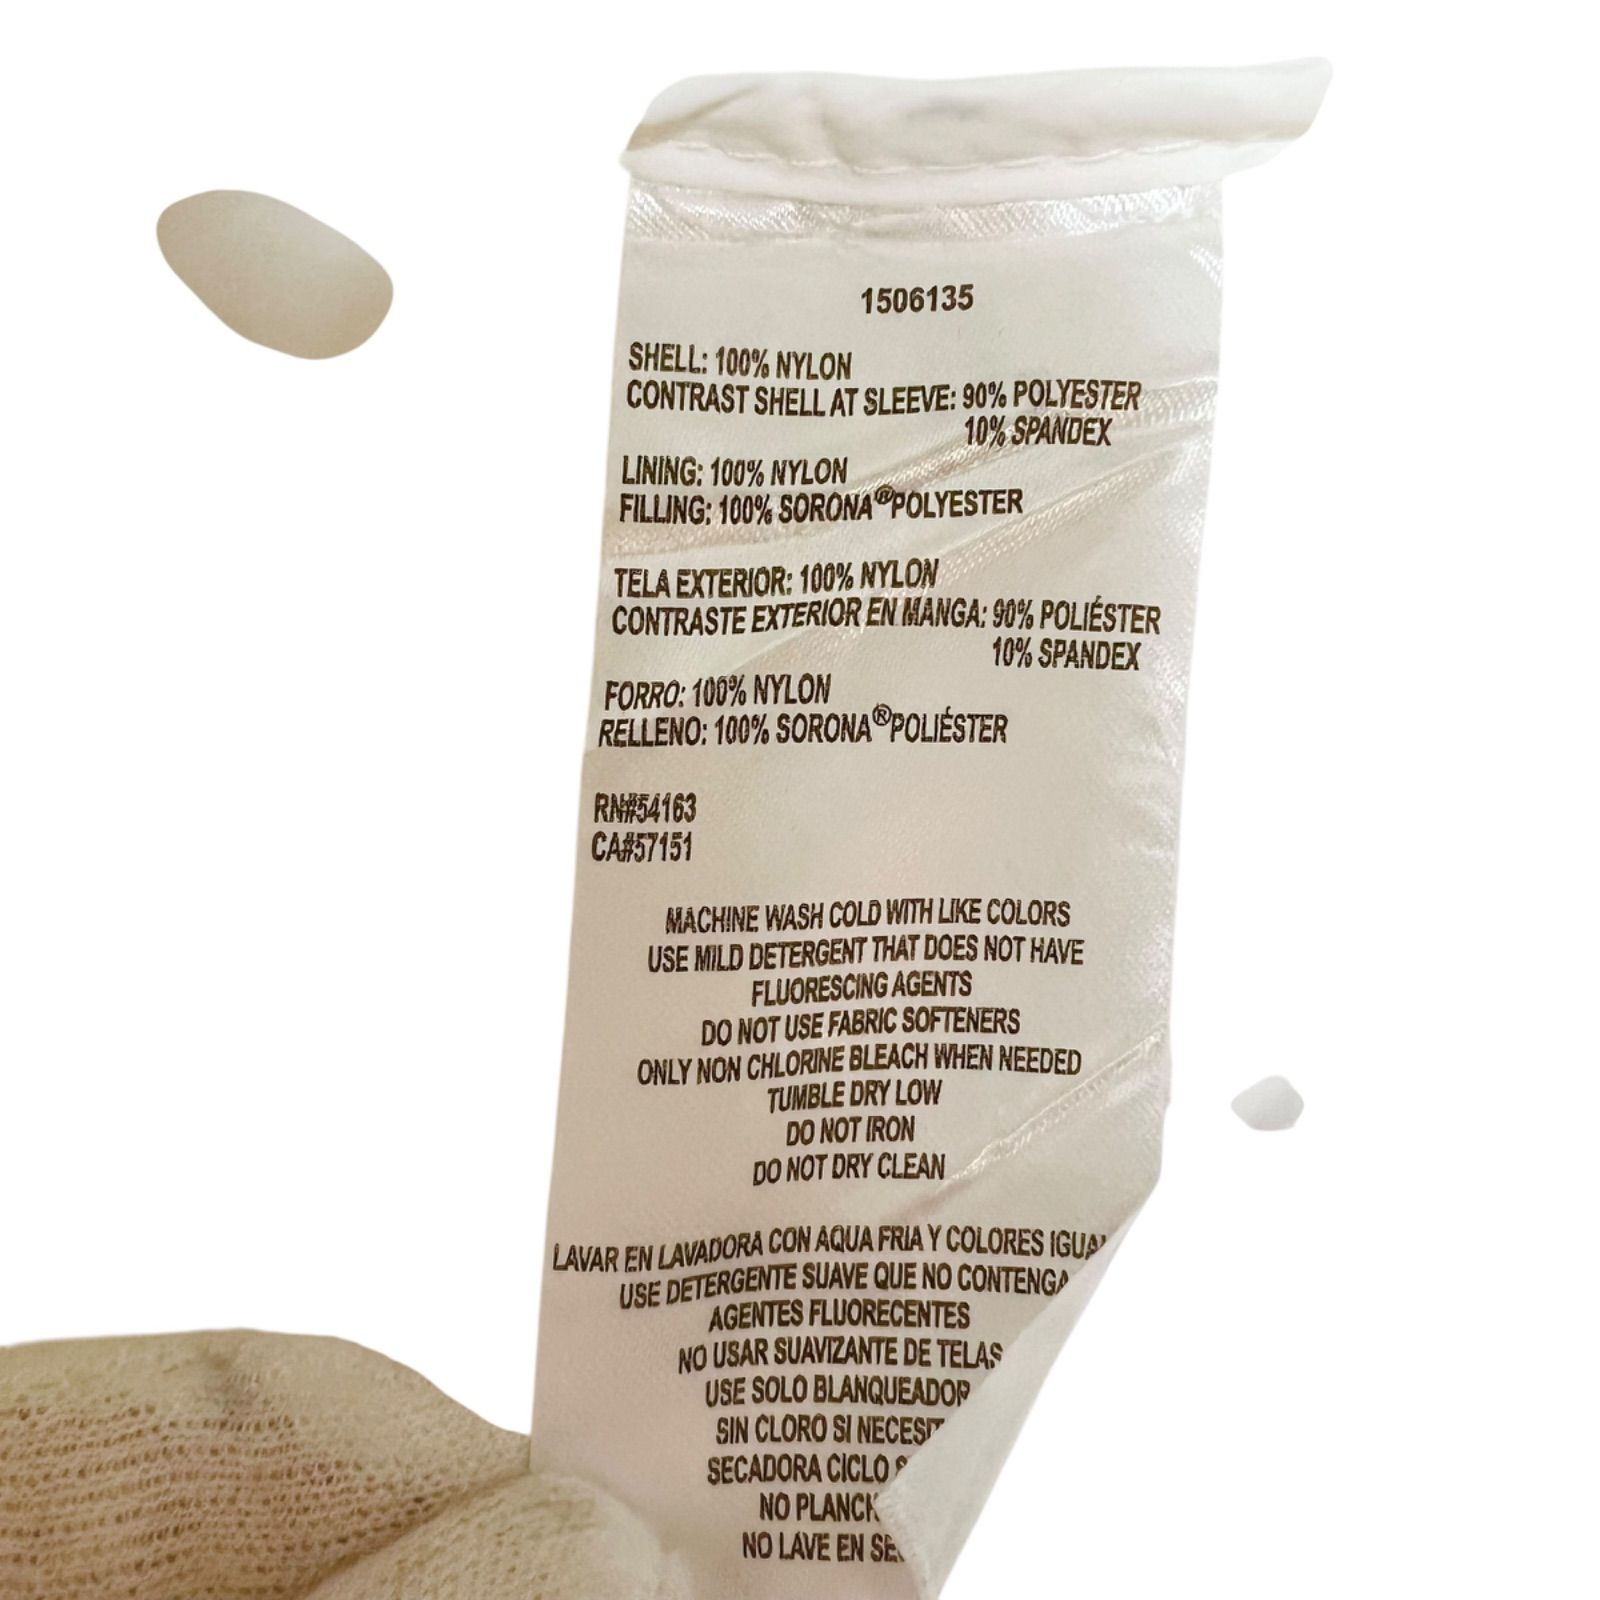 1506135
SHELL: 100% NYLON
CONTRAST SHELL AT SLEEVE: 90% POLYESTER
10% SPANDEX
LINING: 100% NYLON
FILLING: 100% SORONA® POLYESTER
TELA EXTERIOR: 100% NYLON
CONTRASTE EXTERIOR EN MANGA: 90% POLIÉSTER
10% SPANDEX
FORRO: 100% NYLON
RELLENO: 100% SORONA® POLIÉSTER
RN#54163
CA#57151
MACHINE WASH COLD WITH LIKE COLORS
USE MILD DETERGENT THAT DOES NOT HAVE
FLUORESCING AGENTS
DO NOT USE FABRIC SOFTENERS
ONLY NON CHLORINE BLEACH WHEN NEEDED
TUMBLE DRY LOW
DO NOT IRON
DO NOT DRY CLEAN
LAVAR EN LAVADORA CON AQUA FRIA Y COLORES
USE DETERGENTE SUAVE QUE NO CONTENGA
AGENTES FLUORECENTES
NO USAR SUAVIZANTE DE TELAS
USE SOLO BLANQUEADOR
SIN CLORO SI
SECADORA CICLO
NO
NO LAVE EN